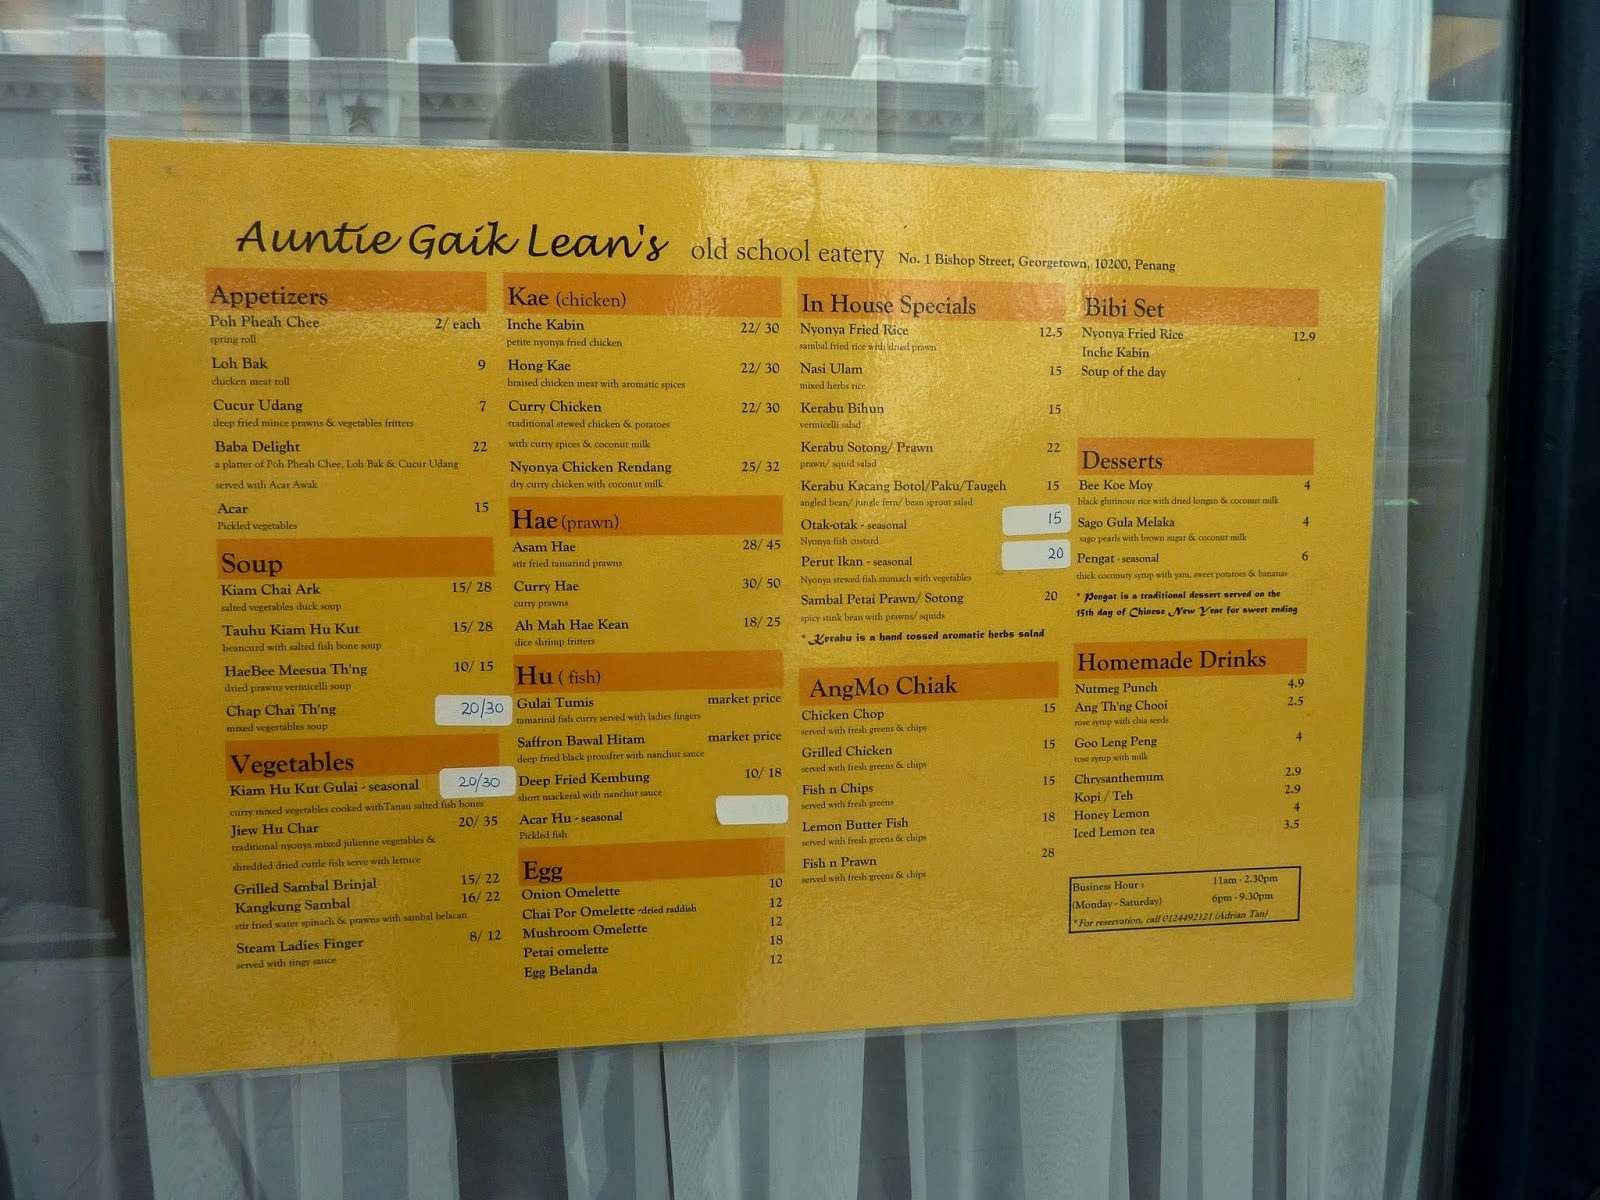 Auntie Gaik Lean's old school eatery No. 1 Bishop Street, Georgetown, 10200, Penang
Appetizers
Poh Pheah Chee 2/ each
spring roll
Loh Bak 9
chicken meat roll
Cucur Udang 7
deep fried mince prawns & vegetables fritters
Baba Delight 22
a platter of Poh Pheah Chee, Loh Bak & Cucur Udang
served with Acar Awak
Acar 15
Pickled vegetables
Soup
Kiam Chai Ark 15/ 28
salted vegetables duck soup
Tauhu Kiam Hu Kut 15/ 28
beancurd with salted fish bone soup
HaeBee Meesua Th'ng 10/ 15
dried prawns vermicelli soup
Chap Chai Th'ng 20/30
mixed vegertables soup
Vegetables
Kiam Hu Kut Gulai - seasonal 20/30
curry mixed vegetables cooked withTanau salted fish bones
Jiew Hu Char 20/ 35
traditional nyonya mixed julienne vegetables &
shredded dried cuttle fish serve with lettuce
Grilled Sambal Brinjal 15/ 22
Kangkung Sambal 16/ 22
stir fried water spinach & prawns with sambal belacan
Steam Ladies Finger 8/ 12
served with ringy sauce
Kae (chicken)
Inche Kabin 22/ 30
petite nyonya fried chicken
Hong Kae 22/ 30
braised chicken meat with aromatic spices
Curry Chicken 22/ 30
traditional stewed chicken & potatoes
with curry spices & coconut milk
Nyonya Chicken Rendang 25/ 32
dry curry chicken with coconut milk
Hae (prawn)
Asam Hae 28/ 45
stir fried tamarind prawns
Curry Hae 30/ 50
curry prawns
Ah Mah Hae Kean 18/ 25
dice shrimp fritters
Hu ( fish)
Gulai Tumis market price
tamarind fish curry served with ladies fingers
Saffron Bawal Hitam market price
deep fried black promfret with nanchur sauce
Deep Fried Kembung 10/ 18
short mackeral with nanchur sauce
Acar Hu - seasonal
Pickled fish
Egg
Onion Omelette 10
Chai Por Omelette -dried raddish 12
Mushroom Omelette 12
Petai omelette 18
Egg Belanda 12
In House Specials
Nyonya Fried Rice 12.5
sambal fried rice with dried prawn
Nasi Ulam 15
mixed herbs rice
Kerabu Bihun 15
vermicelli salad
Kerabu Sotong/ Prawn 22
prawn/ squid salad
Kerabu Kacang Botol/Paku/Taugeh 15
angled bean/ jungle fern/ bean sprout salad
Otak-otak - seasonal 15
Nyonya fish custard
Perut Ikan - seasonal 20
Nyonya stewed fish stomach with vegetables
Sambal Petai Prawn/ Sotong 20
spicy stink bean with prawns/ squids
* Kerabu is a hand tossed aromatic herbs salad
AngMo Chiak
Chicken Chop 15
served with fresh greens & chips
Grilled Chicken 15
served with fresh greens & chips
Fish n Chips 15
served with fresh greens
Lemon Butter Fish 18
served with fresh greens & chips
Fish n Prawn 28
served with fresh greens & chips
Bibi Set
Nyonya Fried Rice 12.9
Inche Kabin
Soup of the day
Desserts
Bee Koe Moy 4
black glutinous rice with dried longan & coconut milk
Sago Gula Melaka 4
sago pearls with brown sugar & coconut milk
Pengat - seasonal 6
thick coconuty syrup with yam, sweet potatoes & bananas
* Pengat is a traditional dessert served on the
15th day of Chinese New Year for sweet ending
Homemade Drinks
Nutmeg Punch 4.9
Ang Th'ng Chooi 2.5
rose syrup with chia seeds
Goo Leng Peng 4
rose syrup with milk
Chrysanthemum 2.9
Kopi / Teh 2.9
Honey Lemon 4
Iced Lemon tea 3.5
Business Hour : 11am - 2.30pm
(Monday - Saturday) 6pm - 9.30pm
* For reservation, call 0124492121 (Adrian Tan)